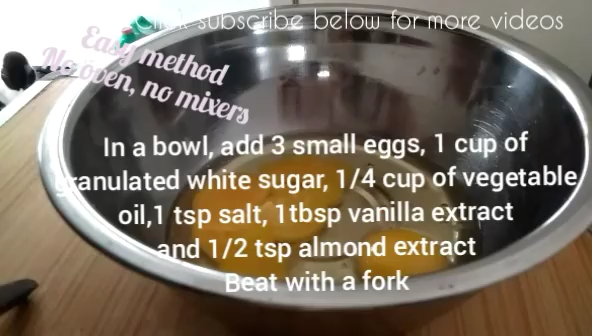 Click subscribe below for more videos
Easy method
No oven, no mixers
In a bowl, add 3 small eggs, 1 cup of
granulated white sugar, 1/4 cup of vegetable
oil,1 tsp salt, 1tbsp vanilla extract
and 1/2 tsp almond extract
Beat with a fork